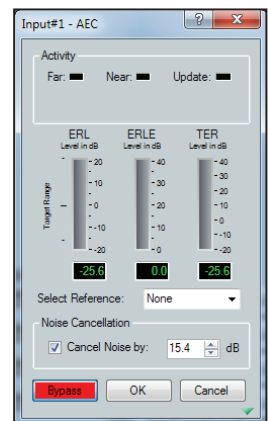 Input#1 - AEC
?
X
Activity
Far:
Near:
Update:
ERL
ERLE
TER
Level in dB
Level in dB
Level in dB
Target Range
- 20
- 10
- 0
- -10
- -20
- 40
- 30
- 20
- 10
- 0
- 40
- 30
- 20
- 10
- 0
- -10
- -20
-25.6
0.0
-25.6
Select Reference:
None
Noise Cancellation
Cancel Noise by:
15.4
dB
Bypass
OK
Cancel